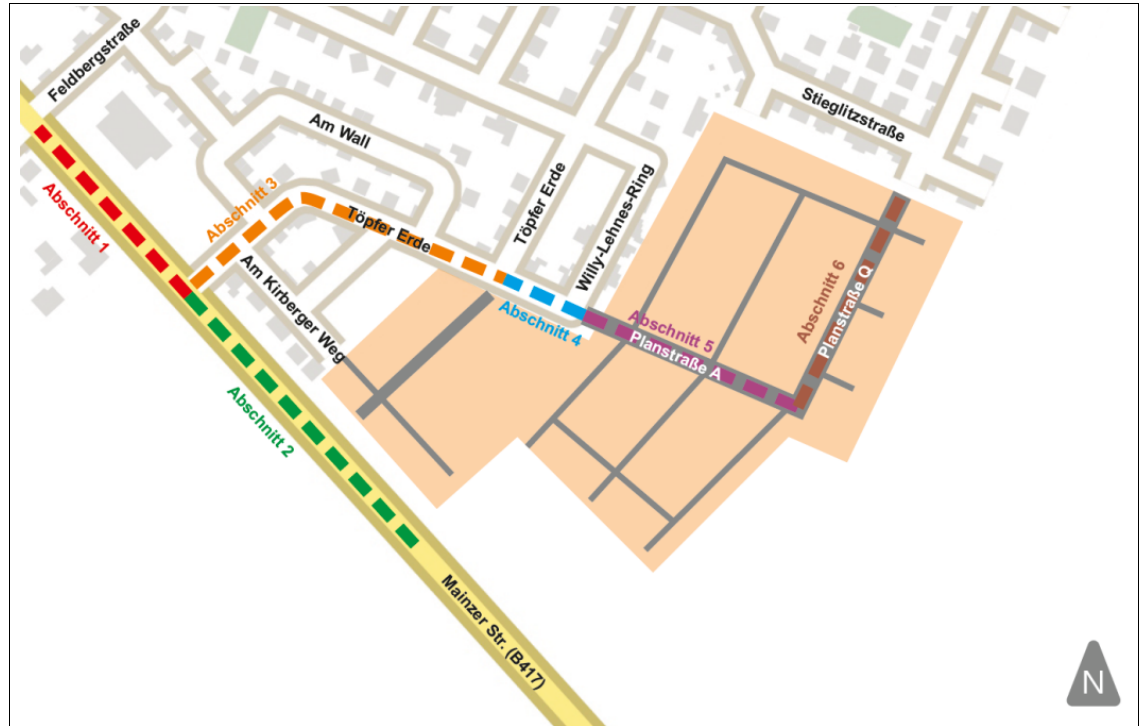 Feldbergstraße
Am Wall
Stieglitzstraße
Abschnitt 1
Abschnitt 3
Töpfer Erde
Töpfer Erde
Willy-Lehnes-Ring
Am Kirberger Weg
Abschnitt 4
Abschnitt 5
Planstraße A
Abschnitt 6
Planstraße Q
Abschnitt 2
Mainzer Str. (B417)
N